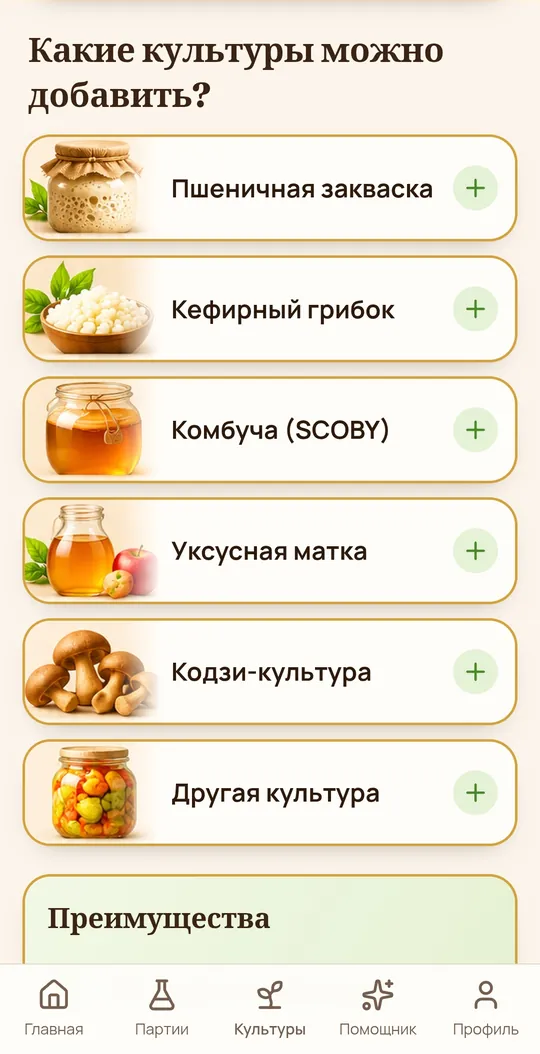 Какие культуры можно
добавить?
Пшеничная закваска
Кефирный грибок
Комбуча (SCOBY)
Уксусная матка
Кодзи-культура
Другая культура
Преимущества
Главная
Партии
Культуры
Помощник
Профиль